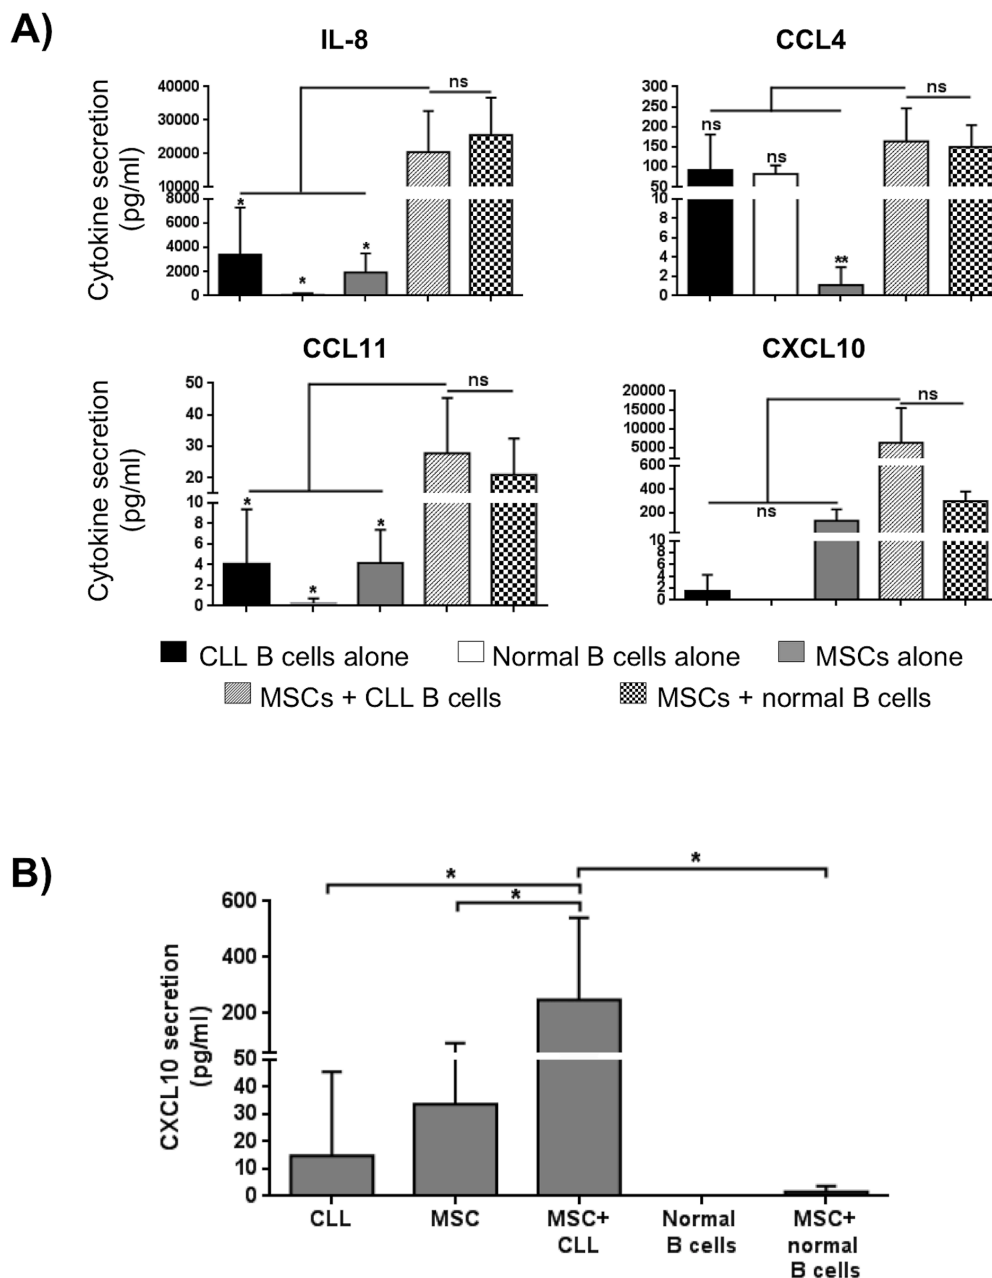 A)
IL-8
Cytokine secretion
(pg/ml)
40000
30000
20000
10000
8000
6000
4000
2000
0
*
*
*
ns
CCL4
300
250
200
150
100
50
10
8
6
4
2
0
ns
ns
**
ns
CCL11
Cytokine secretion
(pg/ml)
50
40
30
20
10
8
6
4
2
0
*
*
*
ns
CXCL10
20000
15000
10000
5000
600
400
200
10
8
6
4
2
0
ns
ns
CLL B cells alone
Normal B cells alone
MSCs alone
MSCs + CLL B cells
MSCs + normal B cells
B)
CXCL10 secretion
(pg/ml)
600
400
200
50
40
30
20
10
0
*
*
*
CLL
MSC
MSC+
CLL
Normal
B cells
MSC+
normal
B cells